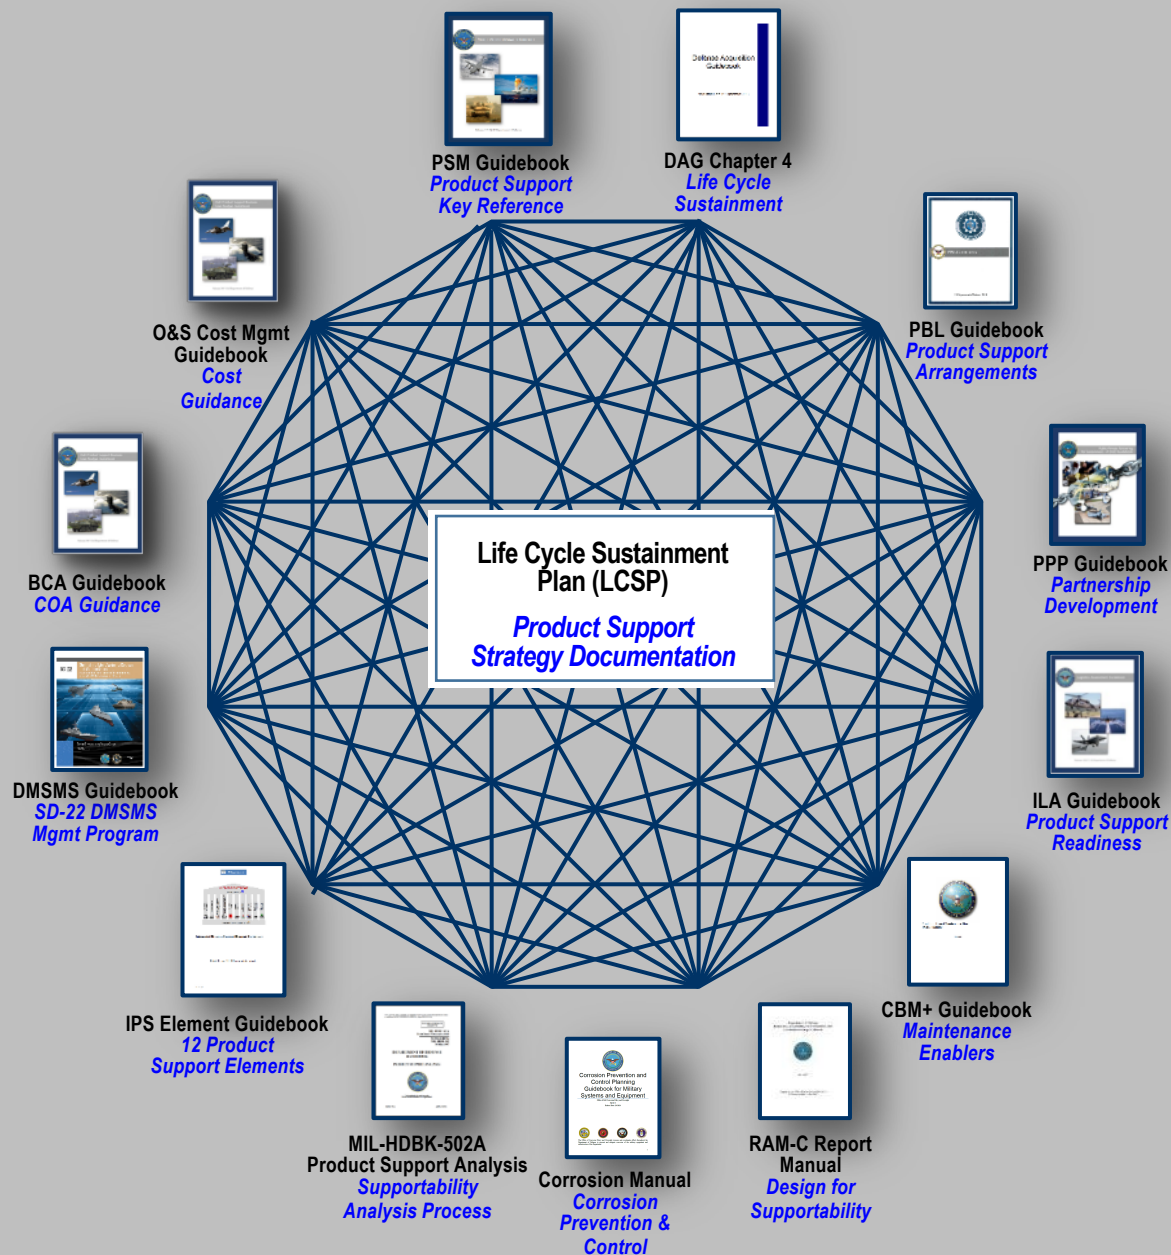 PSM Guidebook
Product Support
Key Reference
Defense Acquisition
Guidebook
DAG Chapter 4
Life Cycle
Sustainment
PBL Guidebook
Product Support
Arrangements
O&S Cost Mgmt
Guidebook
Cost
Guidance
PPP Guidebook
Partnership
Development
BCA Guidebook
COA Guidance
Life Cycle Sustainment
Plan (LCSP)
Product Support
Strategy Documentation
DMSMS Guidebook
SD-22 DMSMS
Mgmt Program
ILA Guidebook
Product Support
Readiness
IPS Element Guidebook
12 Product
Support Elements
CBM+ Guidebook
Maintenance
Enablers
MIL-HDBK-502A
Product Support Analysis
Supportability
Analysis Process
Corrosion Prevention and
Control Planning
Guidebook for Military
Systems and Equipment
Corrosion Manual
Corrosion
Prevention &
Control
RAM-C Report
Manual
Design for
Supportability